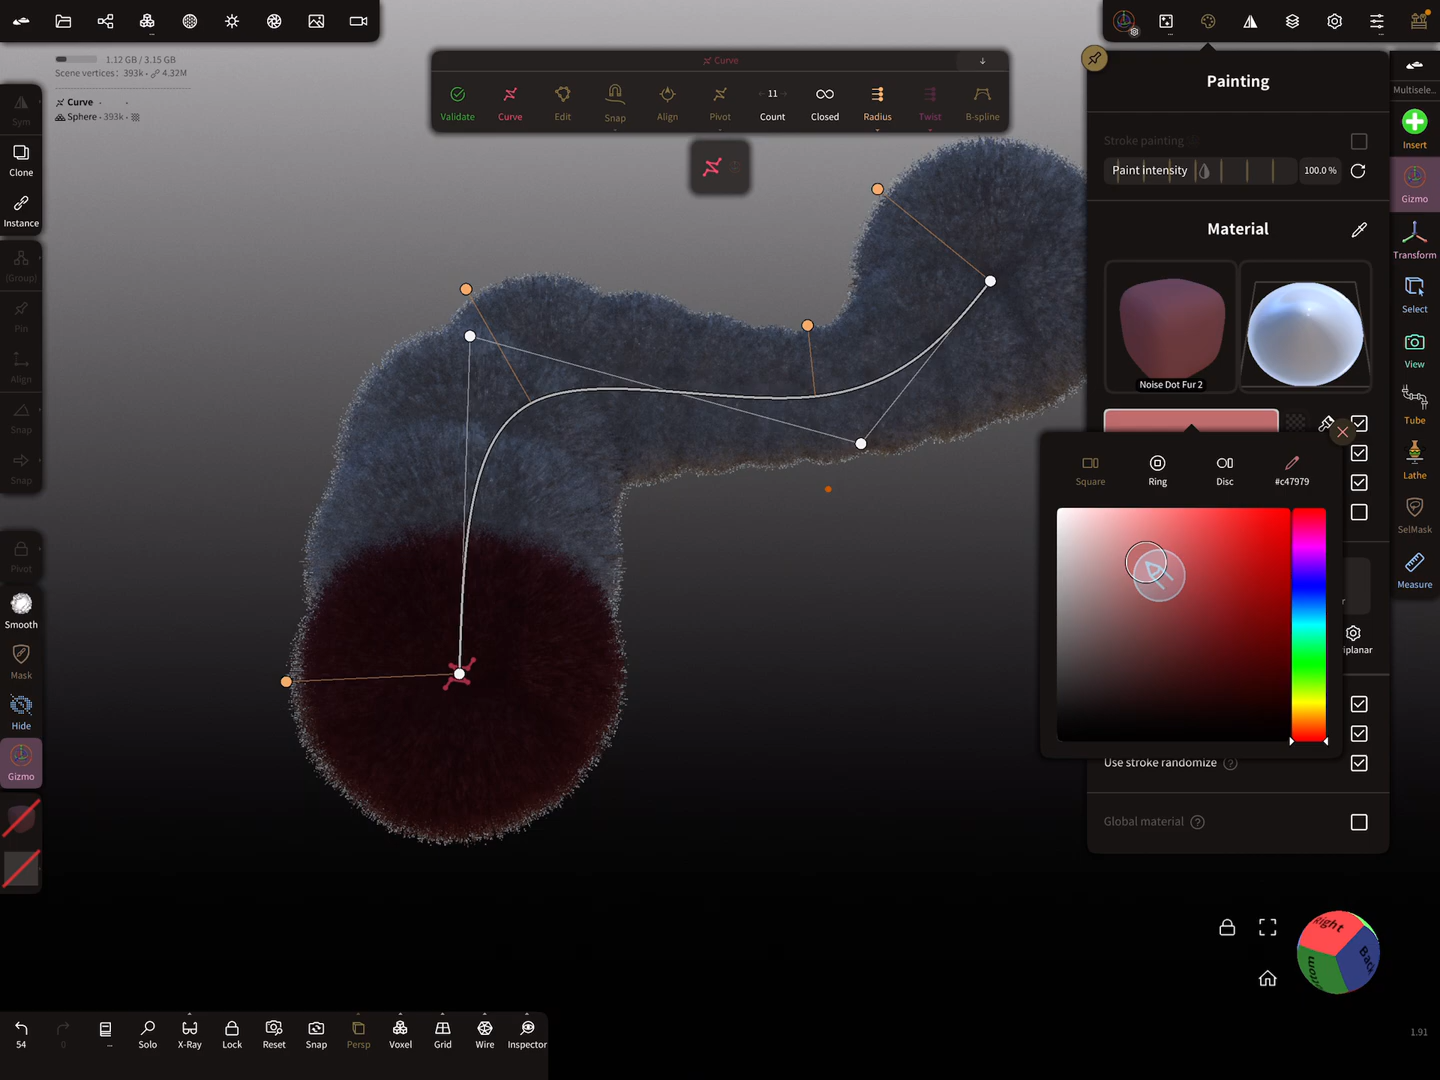 1.12 GB / 3.15 GB
Scene vertices: 393k • 4.32M
Curve
Sphere • 393k •
Curve
Validate
Curve
Edit
Snap
Align
Pivot
11
Count
Closed
Radius
Twist
B-spline
Sym
Clone
Instance
(Group)
Pin
Align
Snap
Snap
Pivot
Smooth
Mask
Hide
Gizmo
Painting
Stroke painting
Paint intensity
100.0 %
Material
Noise Dot Fur 2
Square
Ring
Disc
#c47979
r
iplanar
Use stroke randomize ?
Global material ?
Multisele...
Insert
Gizmo
Transform
Select
View
Tube
Lathe
SelMask
Measure
Right
Back
54
0
...
Solo
X-Ray
Lock
Reset
Snap
Persp
Voxel
Grid
Wire
Inspector
1.91